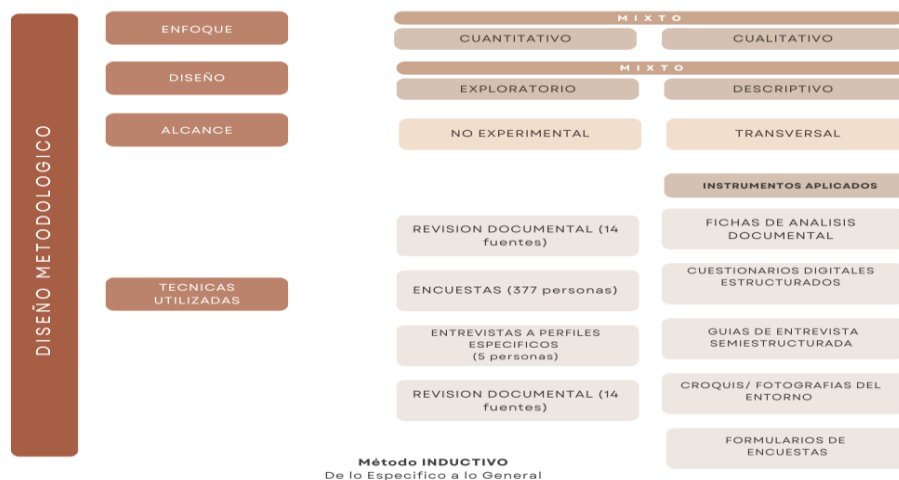 DISEÑO METODOLOGICO
ENFOQUE
MIXTO
CUANTITATIVO
CUALITATIVO
DISEÑO
MIXTO
EXPLORATORIO
DESCRIPTIVO
ALCANCE
NO EXPERIMENTAL
TRANSVERSAL
INSTRUMENTOS APLICADOS
TECNICAS
UTILIZADAS
REVISION DOCUMENTAL (14
fuentes)
FICHAS DE ANALISIS
DOCUMENTAL
ENCUESTAS (377 personas)
CUESTIONARIOS DIGITALES
ESTRUCTURADOS
ENTREVISTAS A PERFILES
ESPECIFICOS
(5 personas)
GUIAS DE ENTREVISTA
SEMIESTRUCTURADA
REVISION DOCUMENTAL (14
fuentes)
CROQUIS/ FOTOGRAFIAS DEL
ENTORNO
FORMULARIOS DE
ENCUESTAS
Método INDUCTIVO
De lo Especifico a lo General